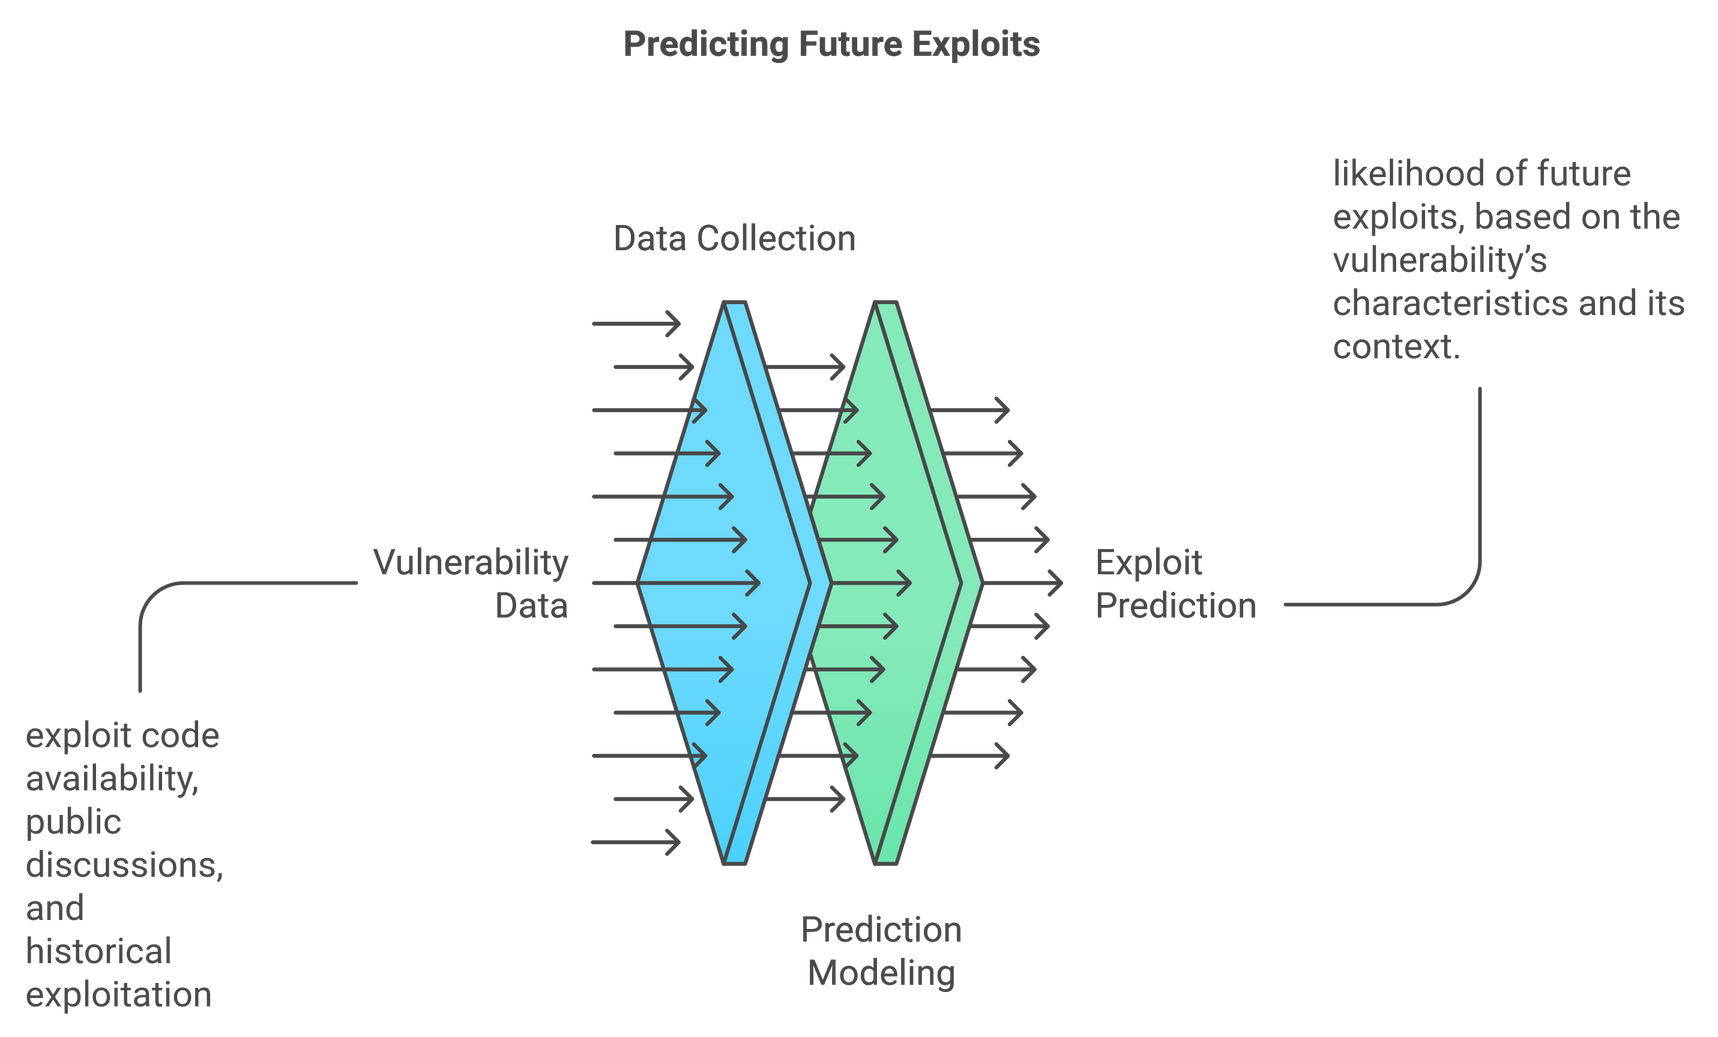 Predicting Future Exploits
likelihood of future
exploits, based on the
vulnerability’s
characteristics and its
context.
Data Collection
Vulnerability
Data
Exploit
Prediction
exploit code
availability,
public
discussions,
and
historical
exploitation
Prediction
Modeling